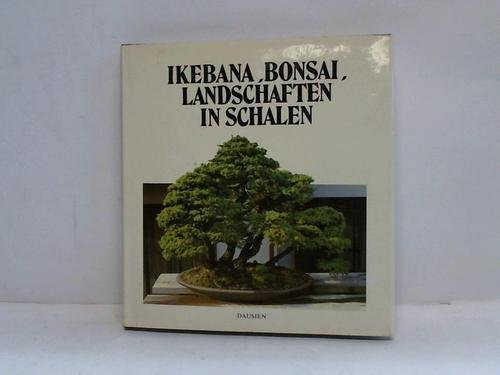 IKEBANA, BONSAI,
LANDSCHAFTEN
IN SCHALEN
DAUSIEN